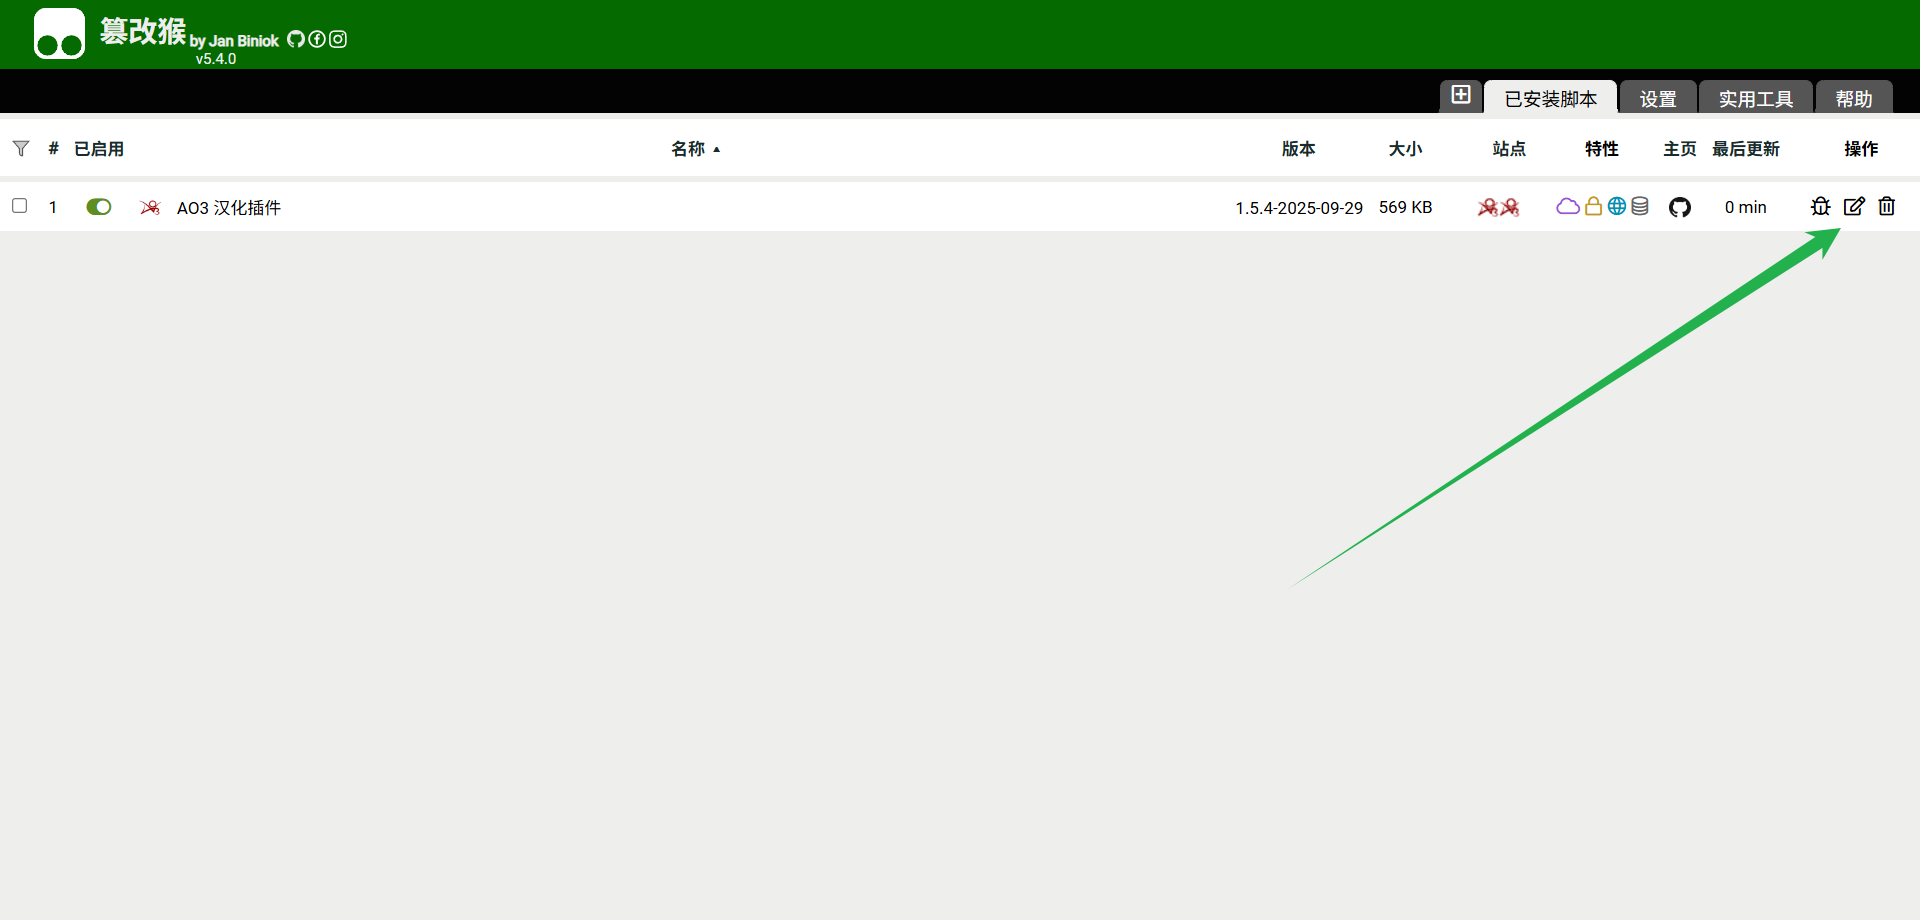 篡改猴 by Jan Biniok
v5.4.0
已安装脚本 设置 实用工具 帮助
# 已启用 名称 ▲ 版本 大小 站点 特性 主页 最后更新 操作
1 AO3 汉化插件 1.5.4-2025-09-29 569 KB 0 min